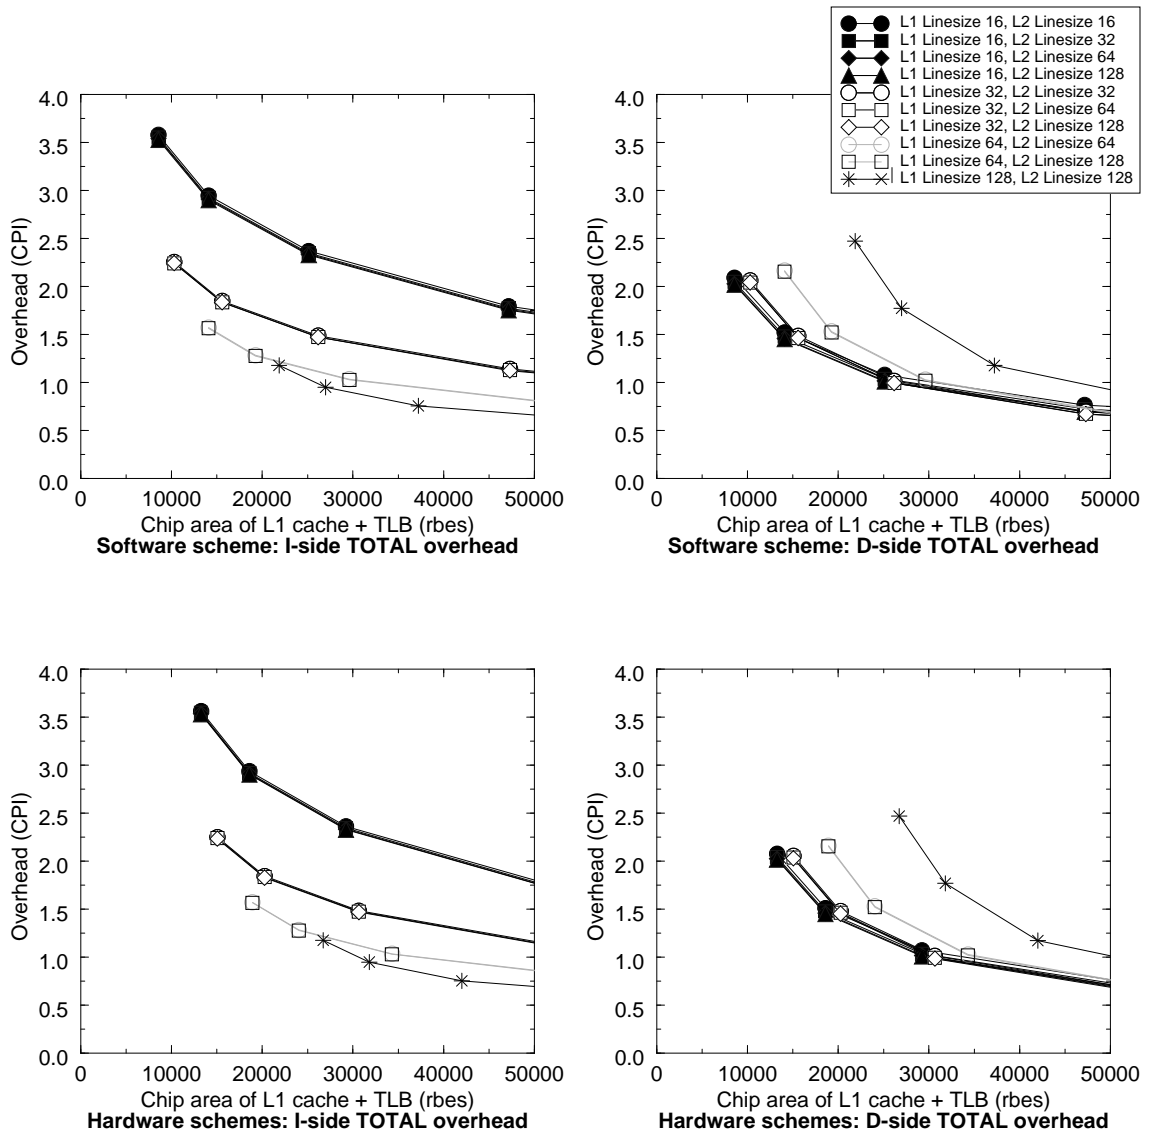 L1 Linesize 16, L2 Linesize 16
L1 Linesize 16, L2 Linesize 32
L1 Linesize 16, L2 Linesize 64
L1 Linesize 16, L2 Linesize 128
L1 Linesize 32, L2 Linesize 32
L1 Linesize 32, L2 Linesize 64
L1 Linesize 32, L2 Linesize 128
L1 Linesize 64, L2 Linesize 64
L1 Linesize 64, L2 Linesize 128
L1 Linesize 128, L2 Linesize 128
4.0
3.5
3.0
2.5
2.0
1.5
1.0
0.5
0.0
Overhead (CPI)
0 10000 20000 30000 40000 50000
Chip area of L1 cache + TLB (rbes)
Software scheme: I-side TOTAL overhead
4.0
3.5
3.0
2.5
2.0
1.5
1.0
0.5
0.0
Overhead (CPI)
0 10000 20000 30000 40000 50000
Chip area of L1 cache + TLB (rbes)
Software scheme: D-side TOTAL overhead
4.0
3.5
3.0
2.5
2.0
1.5
1.0
0.5
0.0
Overhead (CPI)
0 10000 20000 30000 40000 50000
Chip area of L1 cache + TLB (rbes)
Hardware schemes: I-side TOTAL overhead
4.0
3.5
3.0
2.5
2.0
1.5
1.0
0.5
0.0
Overhead (CPI)
0 10000 20000 30000 40000 50000
Chip area of L1 cache + TLB (rbes)
Hardware schemes: D-side TOTAL overhead